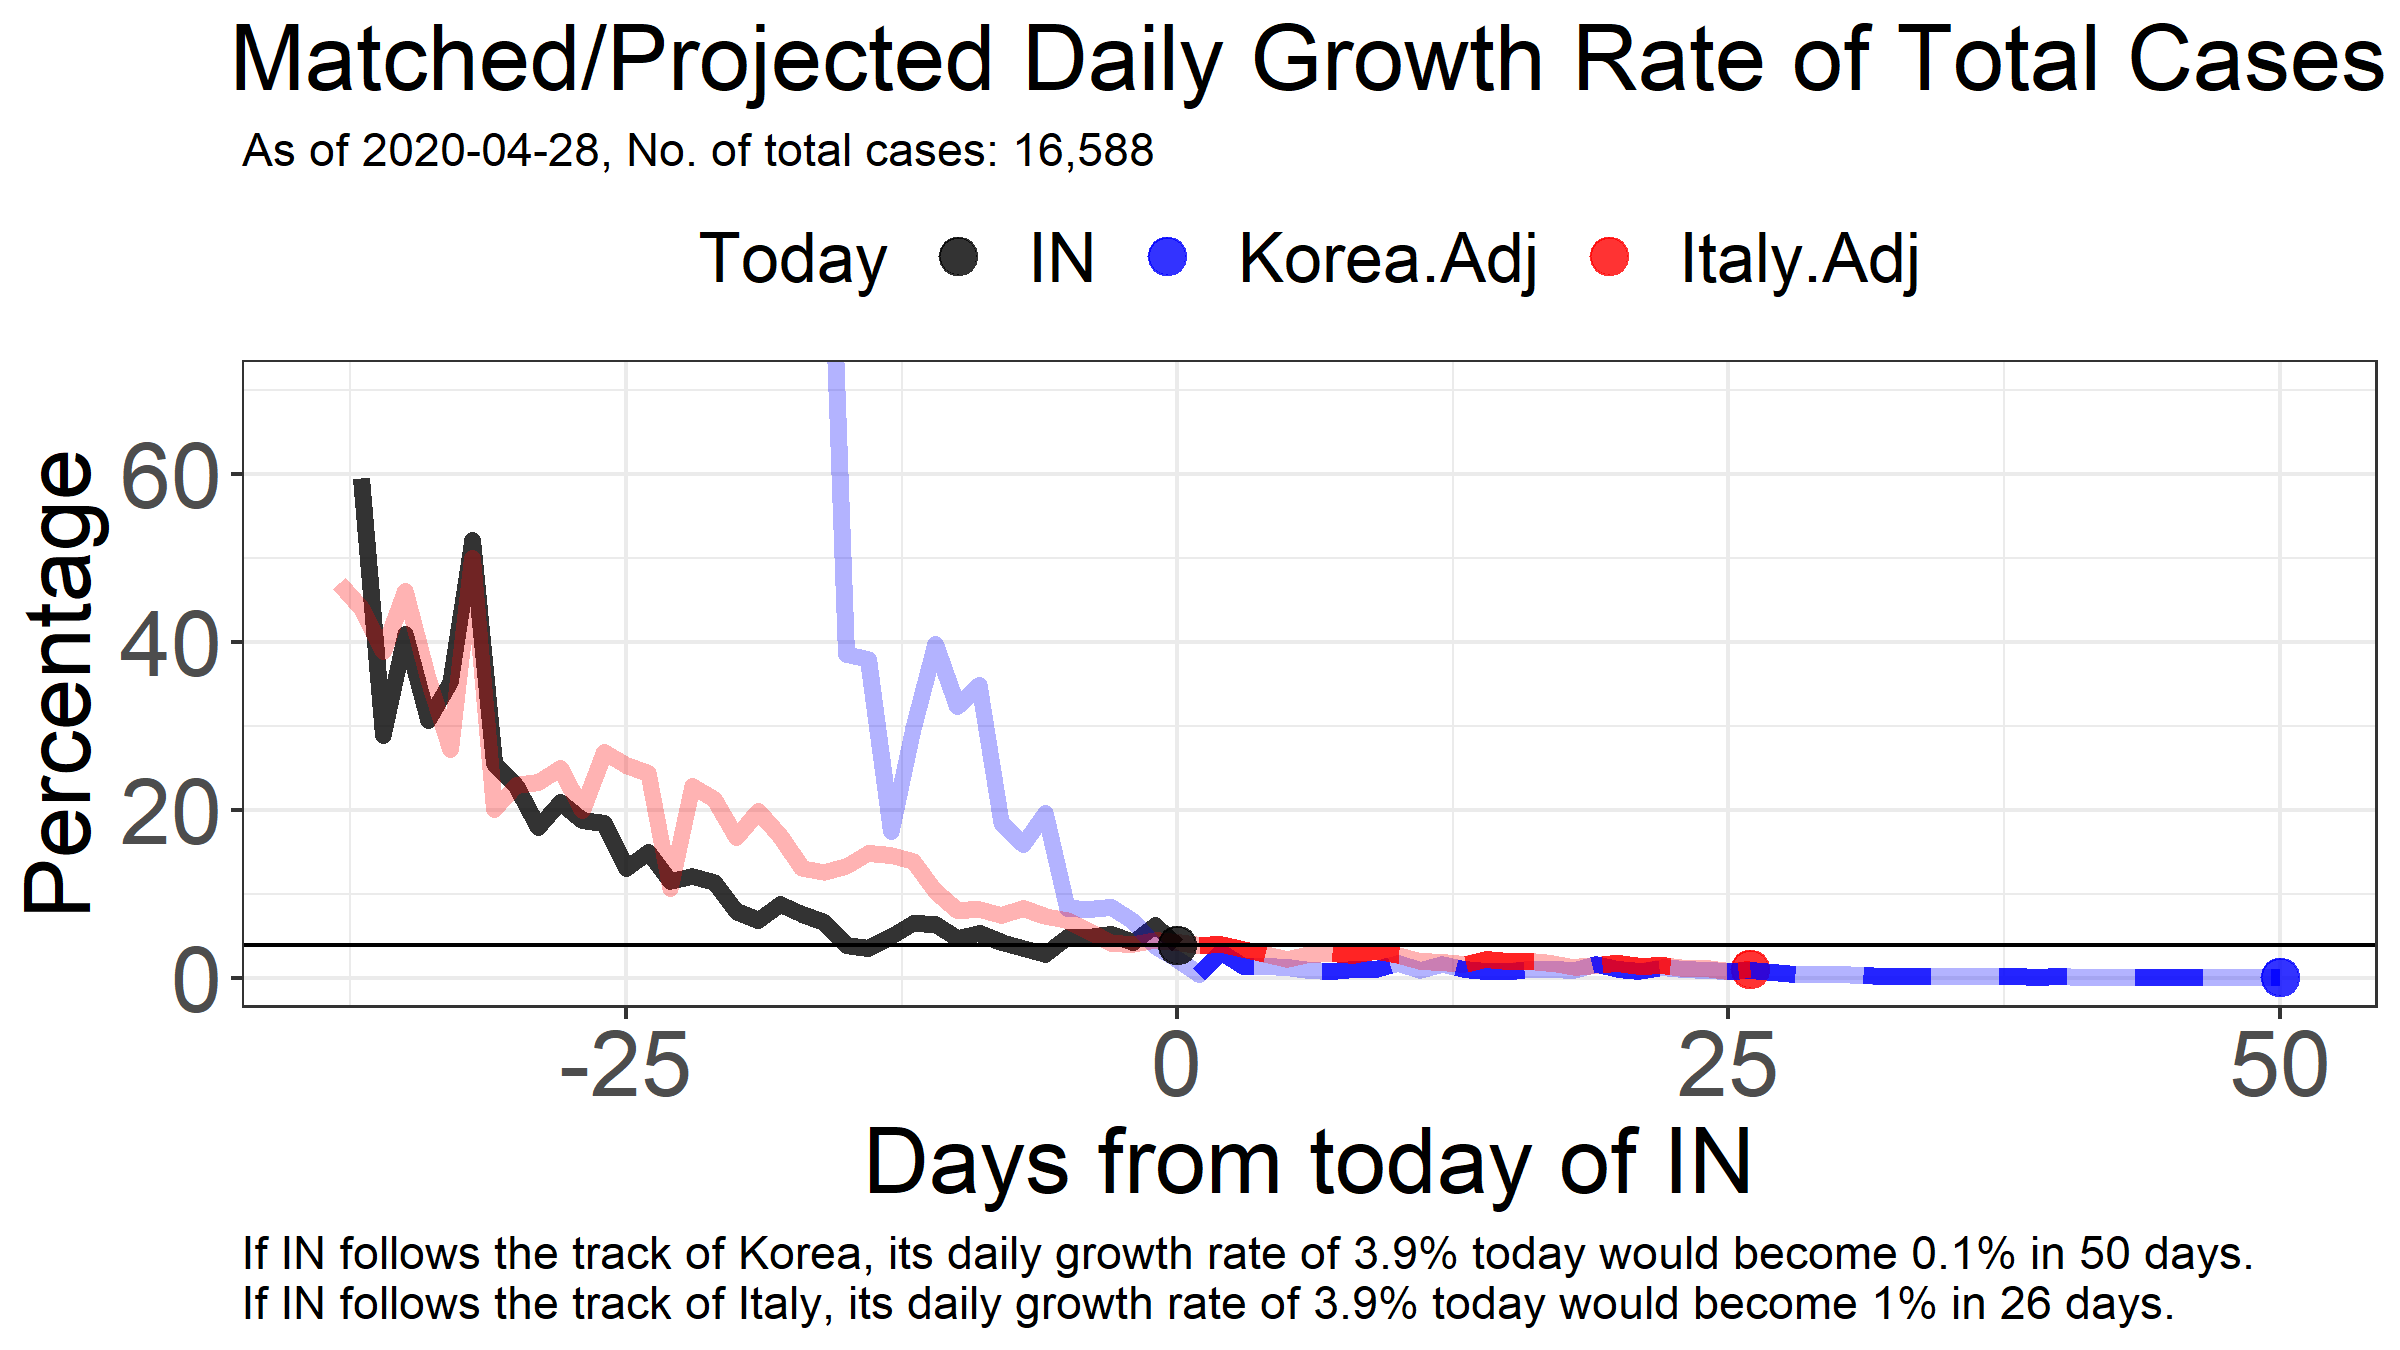 Matched/Projected Daily Growth Rate of Total Cases
As of 2020-04-28, No. of total cases: 16,588
Today IN Korea.Adj Italy.Adj
Percentage
60
40
20
0
-25 0 25 50
Days from today of IN
If IN follows the track of Korea, its daily growth rate of 3.9% today would become 0.1% in 50 days.
If IN follows the track of Italy, its daily growth rate of 3.9% today would become 1% in 26 days.